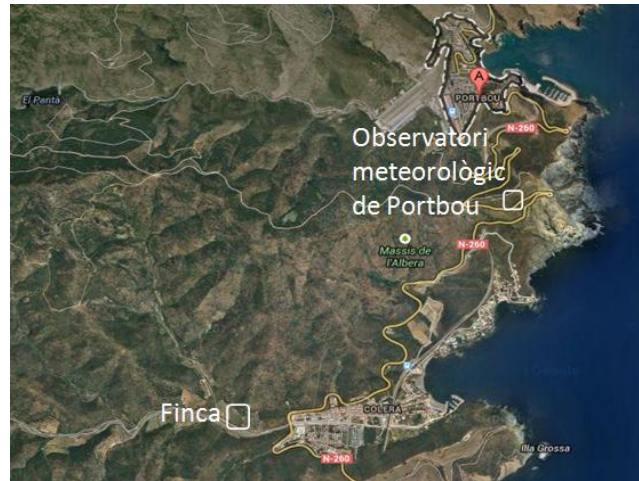 El Pantà
A
PORTBOU
N-260
Observatori
meteorològic
de Portbou
N-260
Massís de
l'Albera
Finca
COLERA
N-260
Illa Grossa